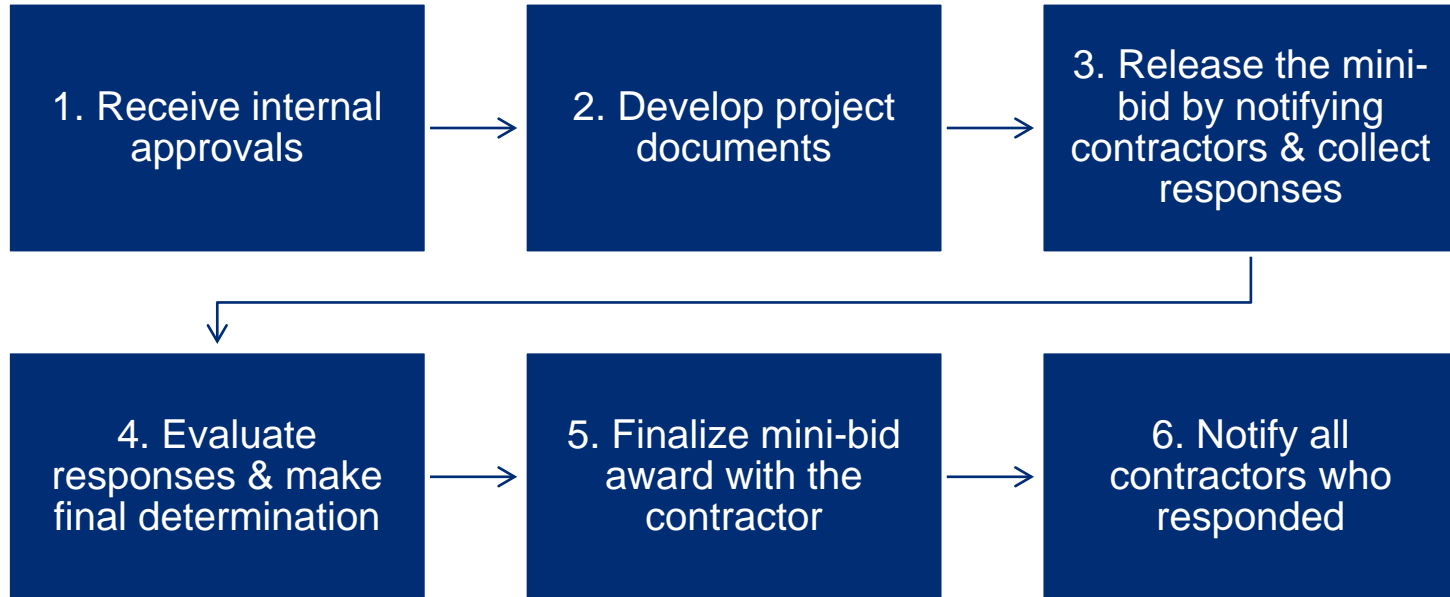 1. Receive internal
approvals
2. Develop project
documents
3. Release the mini-
bid by notifying
contractors & collect
responses
4. Evaluate
responses & make
final determination
5. Finalize mini-bid
award with the
contractor
6. Notify all
contractors who
responded